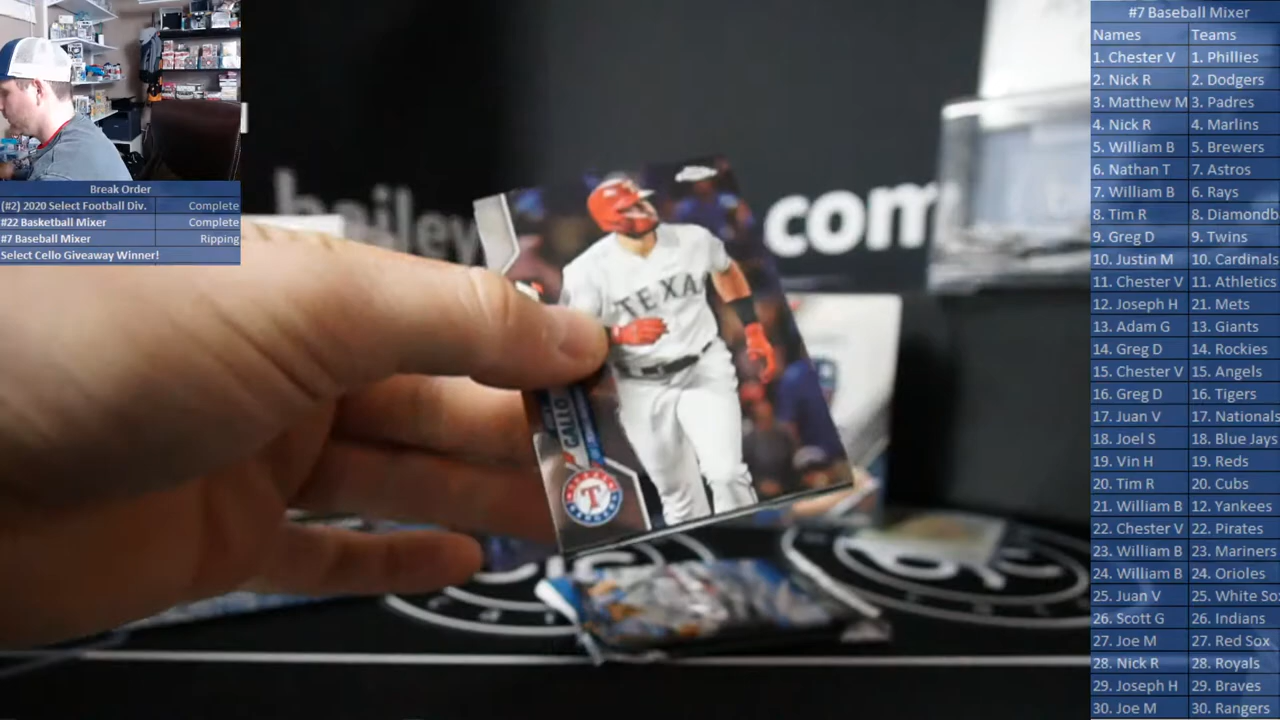 Break Order
(#2) 2020 Select Football Div. Complete
#22 Basketball Mixer Complete
#7 Baseball Mixer Ripping
Select Cello Giveaway Winner!
bailey com
TEXA
GALLO
T
#7 Baseball Mixer
Names Teams
1. Chester V 1. Phillies
2. Nick R 2. Dodgers
3. Matthew M 3. Padres
4. Nick R 4. Marlins
5. William B 5. Brewers
6. Nathan T 7. Astros
7. William B 6. Rays
8. Tim R 8. Diamondb
9. Greg D 9. Twins
10. Justin M 10. Cardinals
11. Chester V 11. Athletics
12. Joseph H 21. Mets
13. Adam G 13. Giants
14. Greg D 14. Rockies
15. Chester V 15. Angels
16. Greg D 16. Tigers
17. Juan V 17. Nationals
18. Joel S 18. Blue Jays
19. Vin H 19. Reds
20. Tim R 20. Cubs
21. William B 12. Yankees
22. Chester V 22. Pirates
23. William B 23. Mariners
24. William B 24. Orioles
25. Juan V 25. White So
26. Scott G 26. Indians
27. Joe M 27. Red Sox
28. Nick R 28. Royals
29. Joseph H 29. Braves
30. Joe M 30. Rangers